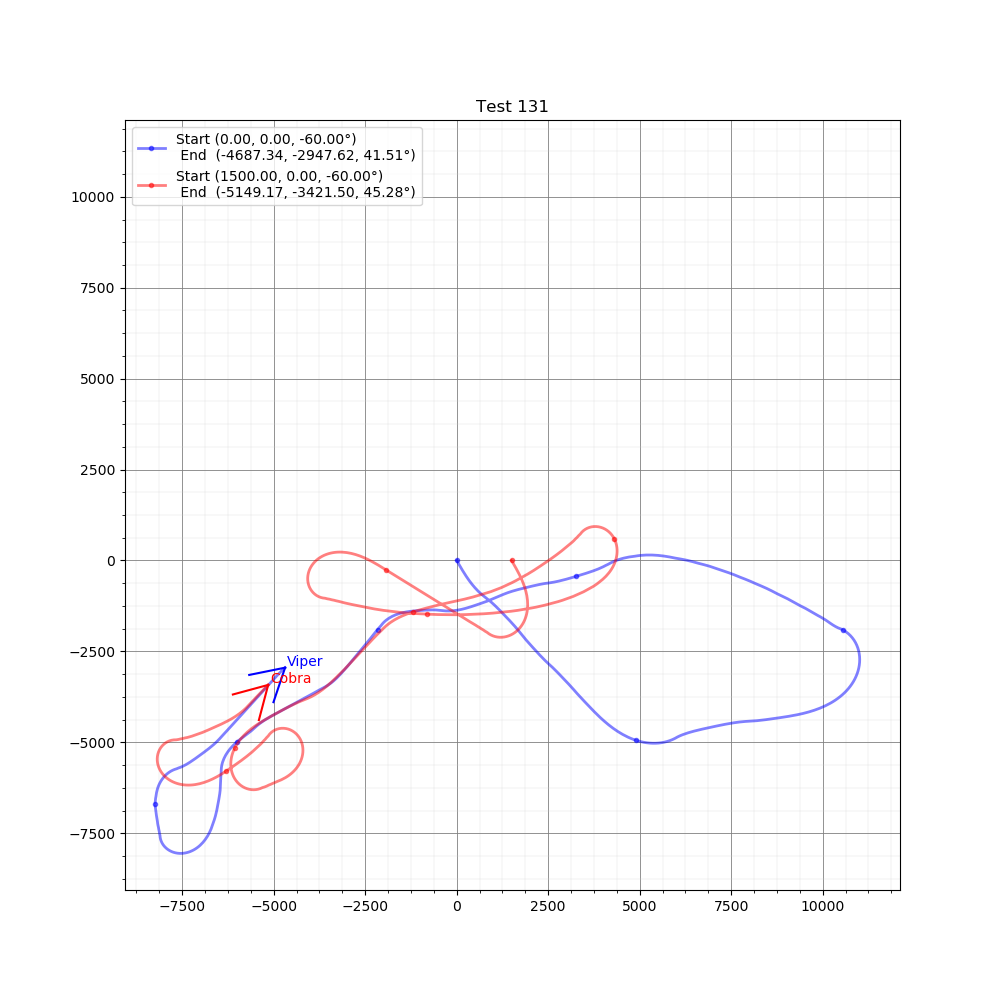 Test 131
Start (0.00, 0.00, -60.00°)
End (-4687.34, -2947.62, 41.51°)
Start (1500.00, 0.00, -60.00°)
End (-5149.17, -3421.50, 45.28°)
10000
7500
5000
2500
0
−2500
Viper
Cobra
−5000
−7500
−7500 −5000 −2500 0 2500 5000 7500 10000